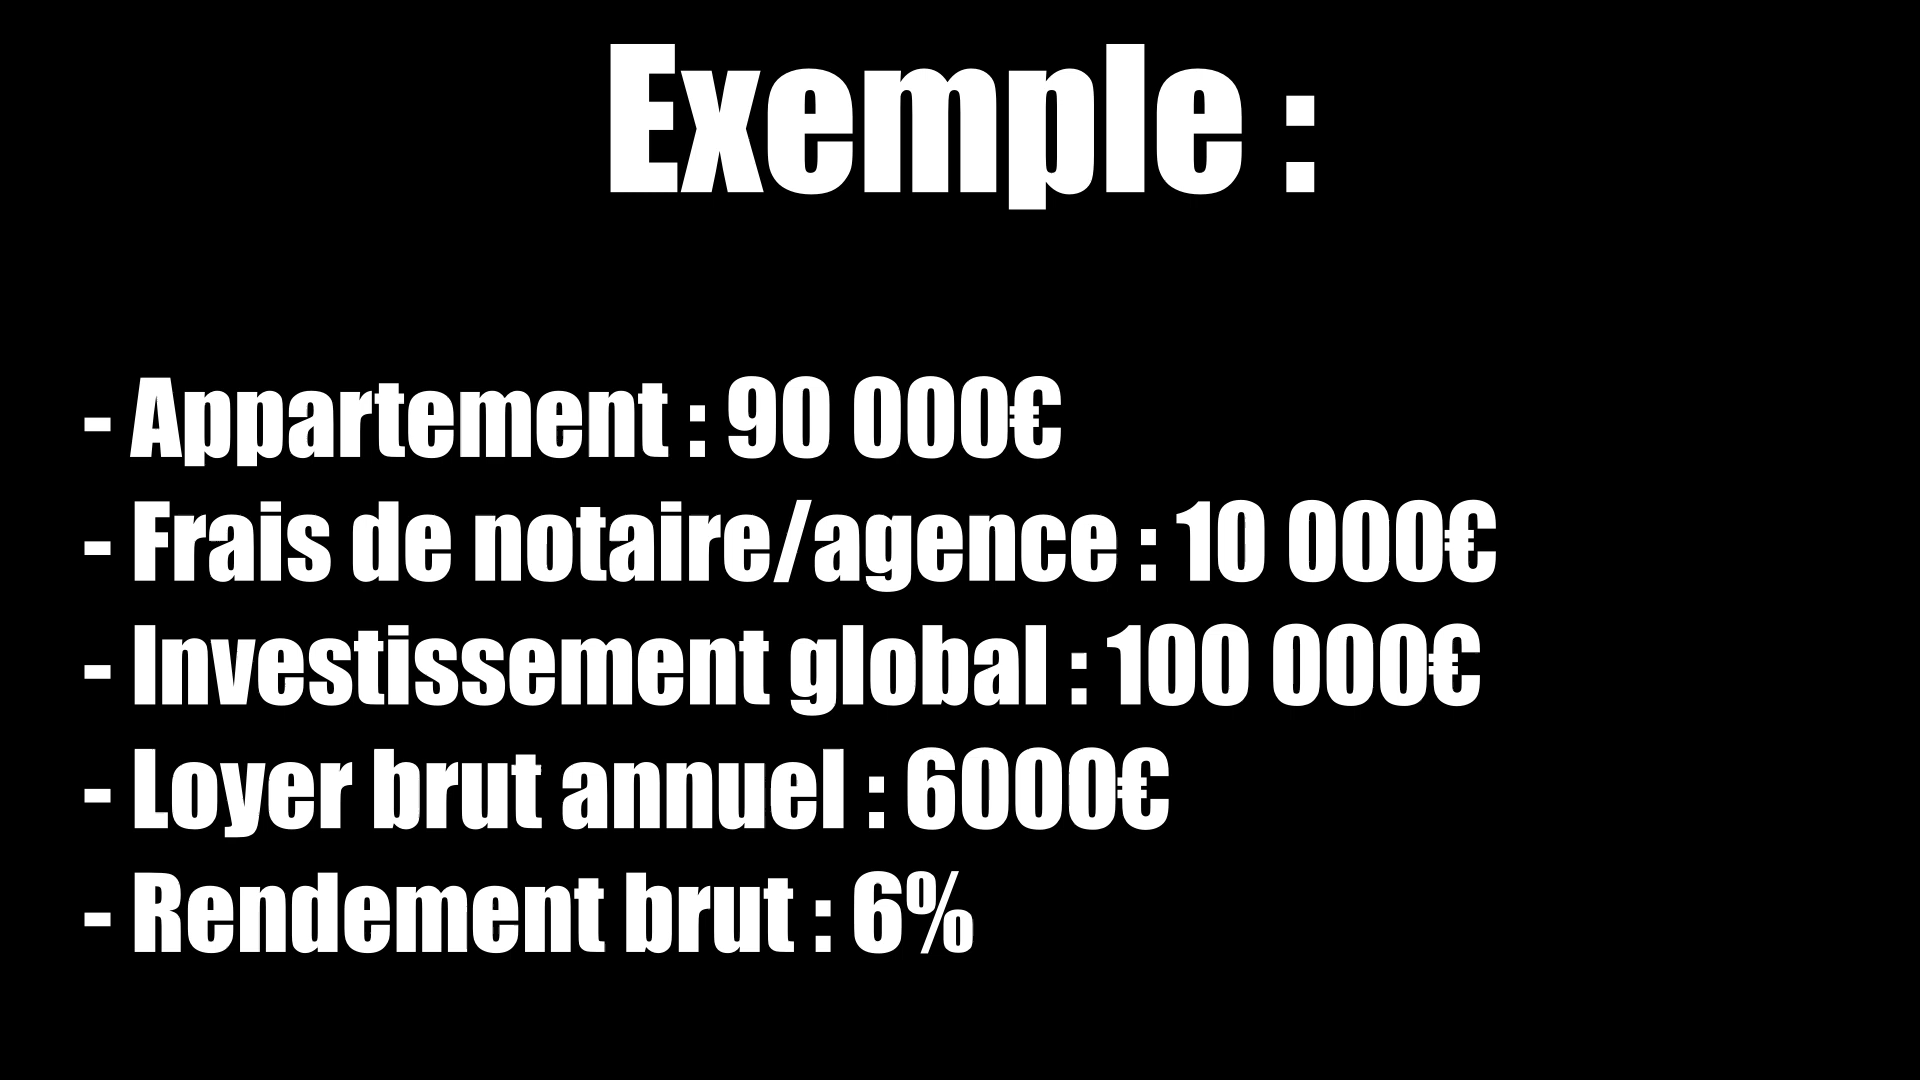 Exemple :
- Appartement : 90 000€
- Frais de notaire/agence : 10 000€
- Investissement global : 100 000€
- Loyer brut annuel : 6000€
- Rendement brut : 6%